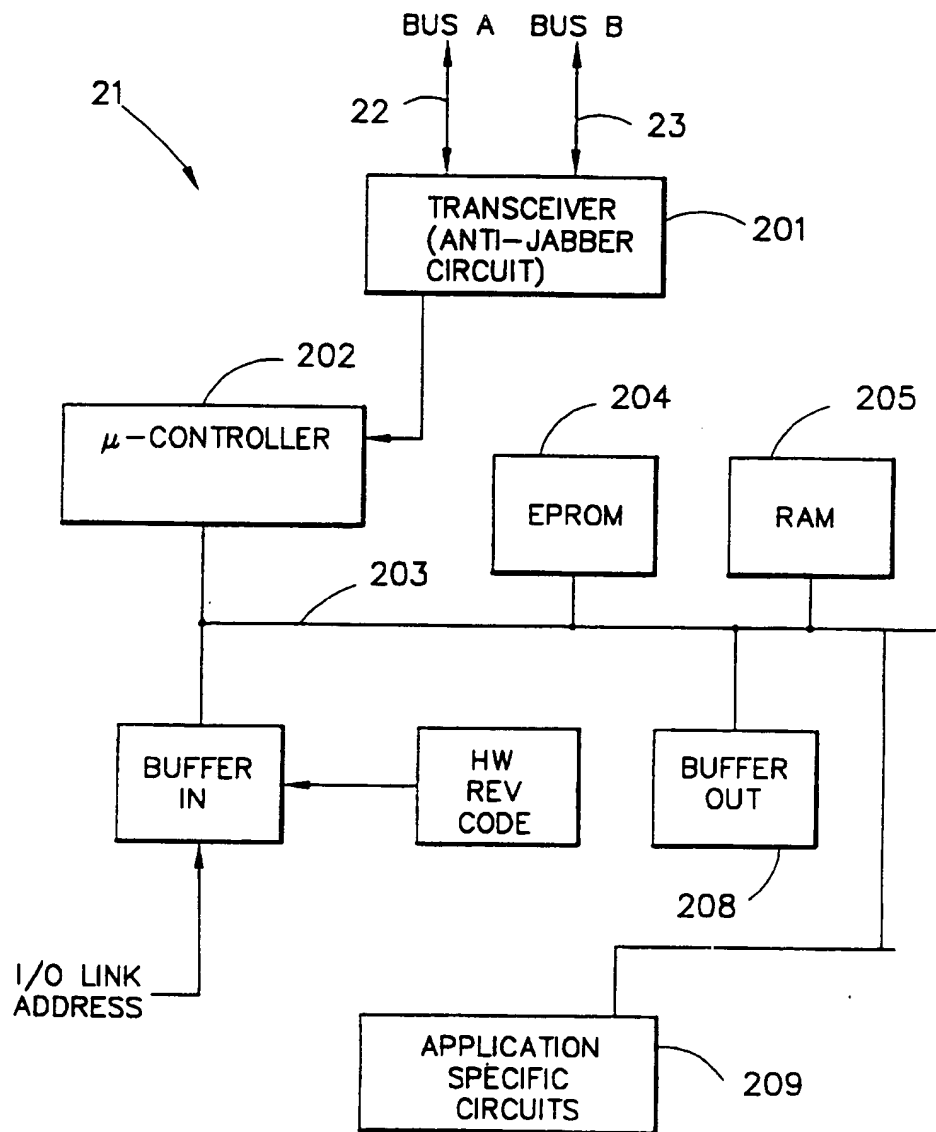 BUS A BUS B
21
22
23
TRANSCEIVER
(ANTI-JABBER
CIRCUIT)
201
202
μ-CONTROLLER
204
205
EPROM
RAM
203
BUFFER
IN
HW
REV
CODE
BUFFER
OUT
208
I/O LINK
ADDRESS
APPLICATION
SPECIFIC
CIRCUITS
209